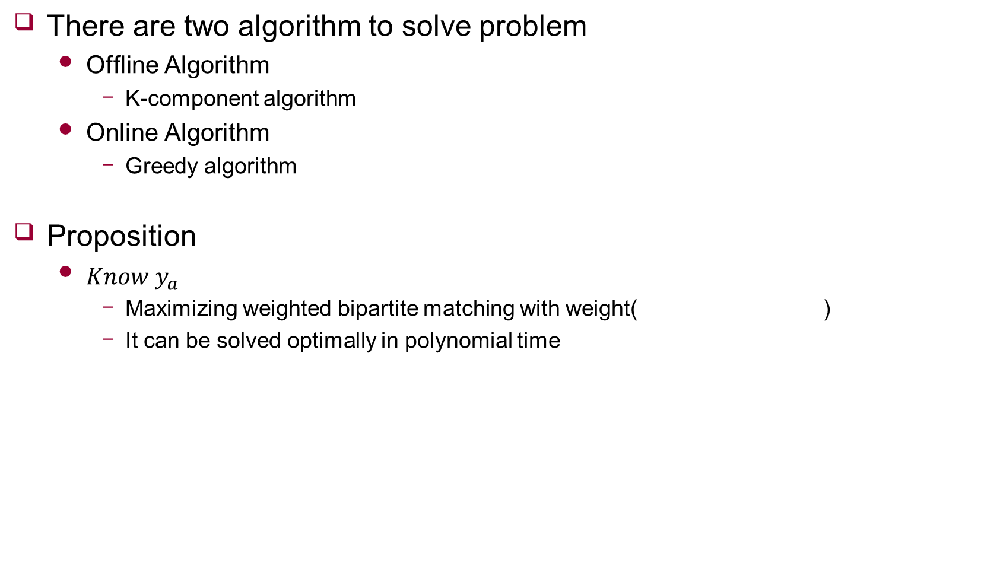 There are two algorithm to solve problem
Offline Algorithm
– K-component algorithm
Online Algorithm
– Greedy algorithm
Proposition
Know yₐ
– Maximizing weighted bipartite matching with weight( )
– It can be solved optimally in polynomial time